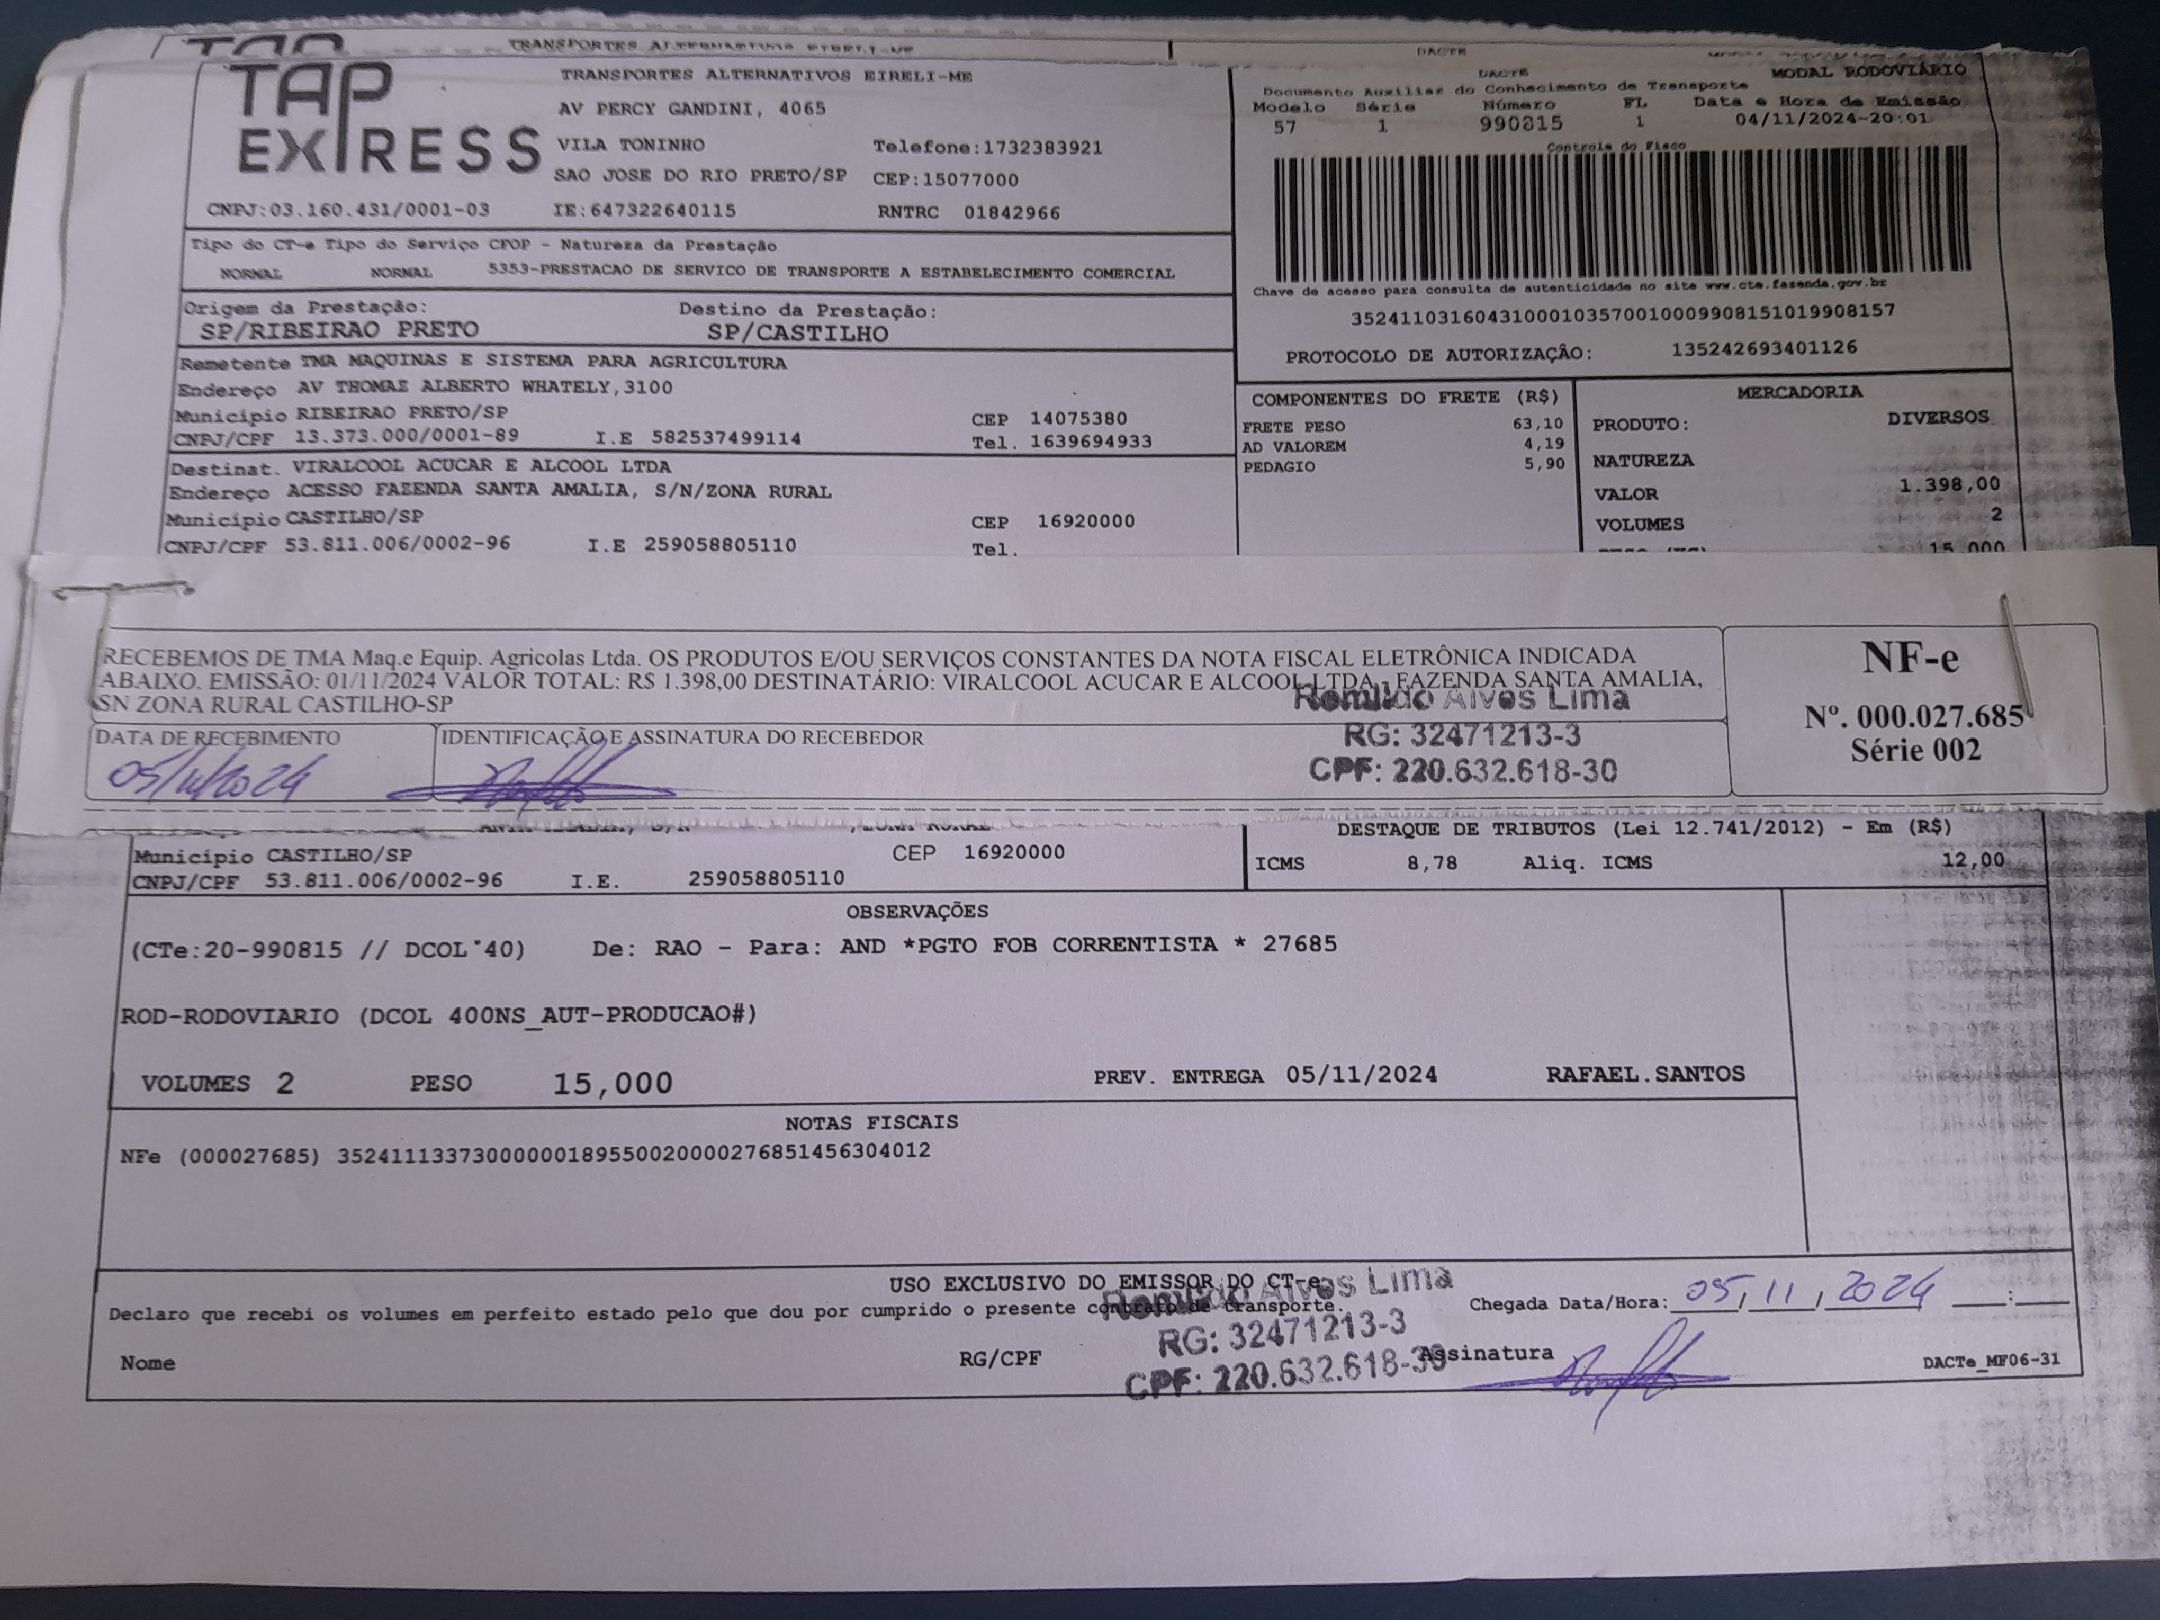 TRANSPORTES ALTERNATIVOS EIRELI-ME
DACTE
TAP EXPRESS
TRANSPORTES ALTERNATIVOS EIRELI-ME
AV PERCY GANDINI, 4065
VILA TONINHO Telefone:1732383921
SAO JOSE DO RIO PRETO/SP CEP:15077000
CNPJ:03.160.431/0001-03 IE:647322640115 RNTRC 01842966
DACTE MODAL RODOVIÁRIO
Documento Auxiliar do Conhecimento de Transporte
Modelo Série Número FL Data e Hora de Emissão
57 1 990815 1 04/11/2024-20:01
Controle do Fisco
Chave de acesso para consulta de autenticidade no site www.cte.fazenda.gov.br
35241103160431000103570010009908151019908157
PROTOCOLO DE AUTORIZAÇÃO: 135242693401126
Tipo do CT-e Tipo do Serviço CFOP - Natureza da Prestação
NORMAL NORMAL 5353-PRESTACAO DE SERVICO DE TRANSPORTE A ESTABELECIMENTO COMERCIAL
Origem da Prestação: Destino da Prestação:
SP/RIBEIRAO PRETO SP/CASTILHO
Remetente TMA MAQUINAS E SISTEMA PARA AGRICULTURA
Endereço AV THOMAZ ALBERTO WHATELY,3100
Município RIBEIRAO PRETO/SP CEP 14075380
CNPJ/CPF 13.373.000/0001-89 I.E 582537499114 Tel. 1639694933
Destinat. VIRALCOOL ACUCAR E ALCOOL LTDA
Endereço ACESSO FAZENDA SANTA AMALIA, S/N/ZONA RURAL
Município CASTILHO/SP CEP 16920000
CNPJ/CPF 53.811.006/0002-96 I.E 259058805110 Tel.
COMPONENTES DO FRETE (R$)
FRETE PESO 63,10
AD VALOREM 4,19
PEDAGIO 5,90
MERCADORIA
PRODUTO: DIVERSOS
NATUREZA
VALOR 1.398,00
VOLUMES 2
15,000
RECEBEMOS DE TMA Maq.e Equip. Agricolas Ltda. OS PRODUTOS E/OU SERVIÇOS CONSTANTES DA NOTA FISCAL ELETRÔNICA INDICADA
ABAIXO. EMISSÃO: 01/11/2024 VALOR TOTAL: R$ 1.398,00 DESTINATÁRIO: VIRALCOOL ACUCAR E ALCOOL LTDA - FAZENDA SANTA AMALIA,
SN ZONA RURAL CASTILHO-SP
DATA DE RECEBIMENTO IDENTIFICAÇÃO E ASSINATURA DO RECEBEDOR
05/11/2024
Romildo Alves Lima
RG: 32471213-3
CPF: 220.632.618-30
NF-e
Nº. 000.027.685
Série 002
Município CASTILHO/SP CEP 16920000
CNPJ/CPF 53.811.006/0002-96 I.E. 259058805110
DESTAQUE DE TRIBUTOS (Lei 12.741/2012) - Em (R$)
ICMS 8,78 Aliq. ICMS 12,00
OBSERVAÇÕES
(CTe:20-990815 // DCOL 40) De: RAO - Para: AND *PGTO FOB CORRENTISTA * 27685
ROD-RODOVIARIO (DCOL 400NS_AUT-PRODUCAO#)
VOLUMES 2 PESO 15,000 PREV. ENTREGA 05/11/2024 RAFAEL.SANTOS
NOTAS FISCAIS
NFe (000027685) 35241113373000000189550020000276851456304012
USO EXCLUSIVO DO EMISSOR DO CT-e
Declaro que recebi os volumes em perfeito estado pelo que dou por cumprido o presente contrato de transporte.
Chegada Data/Hora: 05, 11, 2024 :
Romildo Alves Lima
RG: 32471213-3
CPF: 220.632.618-30
Nome RG/CPF Assinatura DACTe_MF06-31